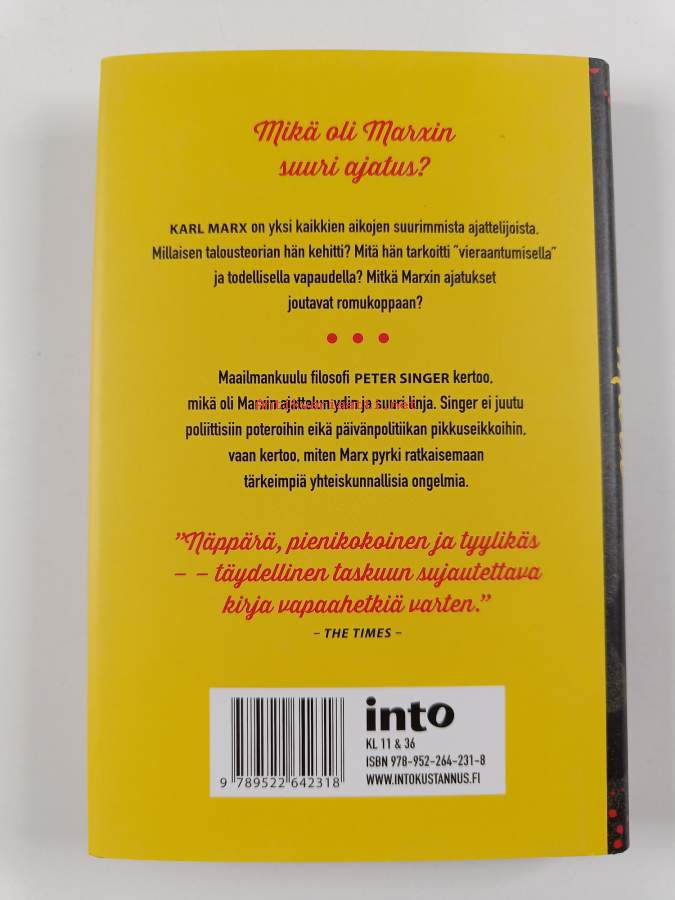 Mikä oli Marxin
suuri ajatus?
KARL MARX on yksi kaikkien aikojen suurimmista ajattelijoista.
Millaisen talousteorian hän kehitti? Mitä hän tarkoitti ”vieraantumisella”
ja todellisella vapaudella? Mitkä Marxin ajatukset
joutavat romukoppaan?
Maailmankuulu filosofi PETER SINGER kertoo,
mikä oli Marxin ajattelun ydin ja suuri linja. Singer ei juutu
poliittisiin poteroihin eikä päivänpolitiikan pikkuseikkoihin,
vaan kertoo, miten Marx pyrki ratkaisemaan
tärkeimpiä yhteiskunnallisia ongelmia.
”Näppärä, pienikokoinen ja tyylikäs
– – täydellinen taskuun sujautettava
kirja vapaahetkiä varten.”
– THE TIMES –
into
KL 11 & 36
ISBN 978-952-264-231-8
WWW.INTOKUSTANNUS.FI
9 789522 642318